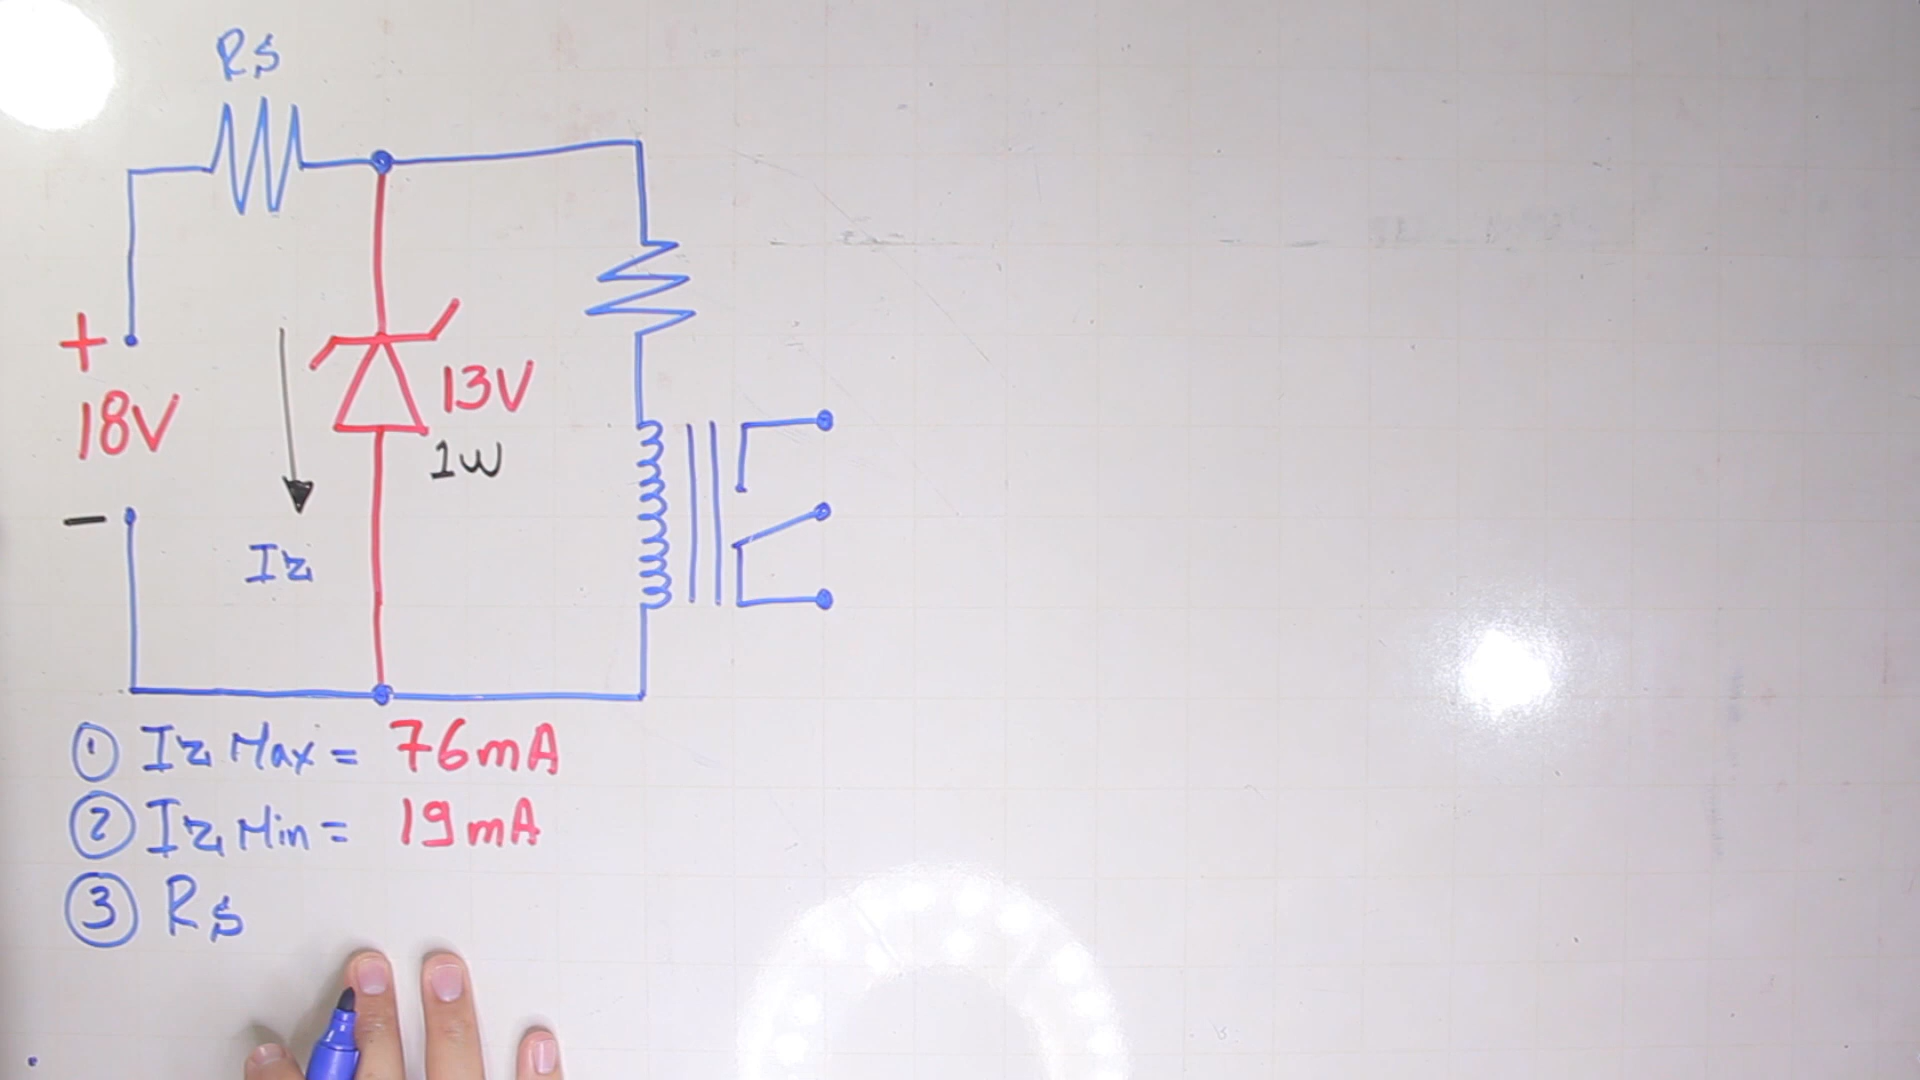 Rs
+
18V
13V
1W
-
Iz
① Iz Max = 76mA
② Iz Min = 19mA
③ Rs